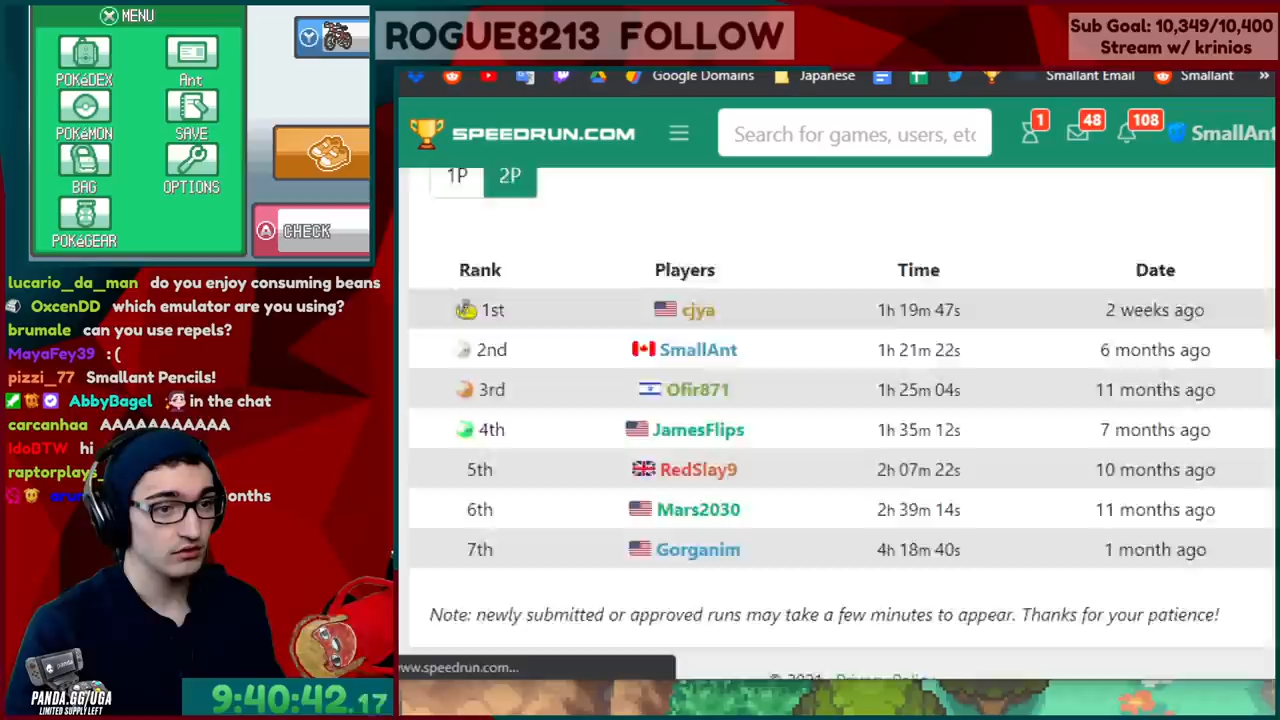 MENU
POKéDEX
Ant
POKéMON
SAVE
BAG
OPTIONS
POKéGEAR
Y
A CHECK
ROGUE8213 FOLLOW
Sub Goal: 10,349/10,400
Stream w/ krinios
Google Domains
Japanese
Smallant Email
Smallant
»
SPEEDRUN.COM
Search for games, users, etc
1
48
108
SmallAnt
1P 2P
Rank Players Time Date
1st cjya 1h 19m 47s 2 weeks ago
2nd SmallAnt 1h 21m 22s 6 months ago
3rd Ofir871 1h 25m 04s 11 months ago
4th JamesFlips 1h 35m 12s 7 months ago
5th RedSlay9 2h 07m 22s 10 months ago
6th Mars2030 2h 39m 14s 11 months ago
7th Gorganim 4h 18m 40s 1 month ago
Note: newly submitted or approved runs may take a few minutes to appear. Thanks for your patience!
www.speedrun.com...
lucario_da_man do you enjoy consuming beans
OxcenDD which emulator are you using?
brumale can you use repels?
MayaFey39 :(
pizzi_77 Smallant Pencils!
AbbyBagel in the chat
carcanhaa AAAAAAAAAAA
IdoBTW hi
raptorplays_
onths
panda
PANDA.GG/UGA
LIMITED SUPPLY LEFT
9:40:42.17